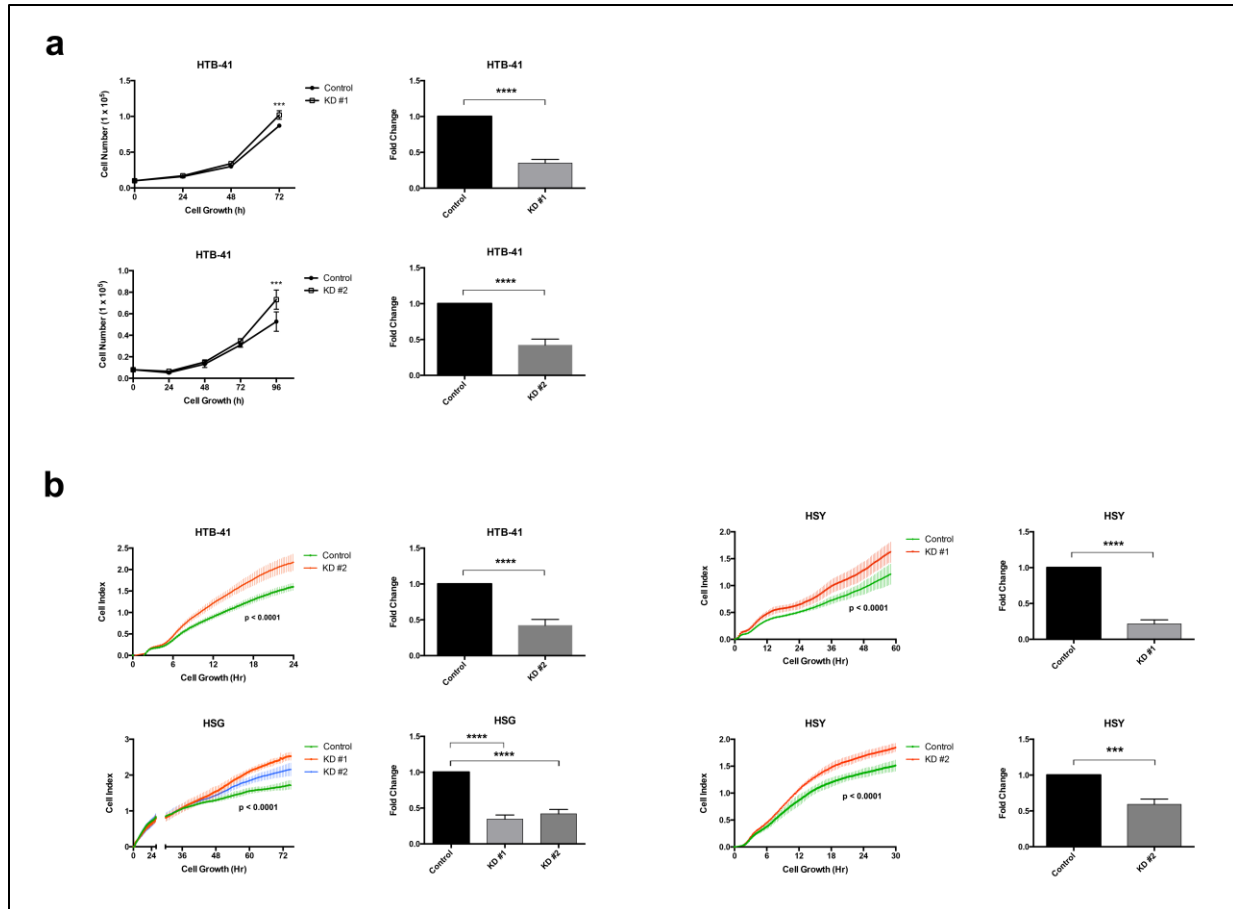 a
HTB-41
Cell Number (1 x 10⁵)
1.5
1.0
0.5
0.0
0 24 48 72
Cell Growth (h)
***
Control
KD #1
HTB-41
Fold Change
1.5
1.0
0.5
0.0
****
Control KD #1
HTB-41
Cell Number (1 x 10⁵)
1.0
0.8
0.6
0.4
0.2
0.0
0 24 48 72 96
Cell Growth (h)
***
Control
KD #2
HTB-41
Fold Change
1.5
1.0
0.5
0.0
****
Control KD #2
b
HTB-41
Cell Index
2.5
2.0
1.5
1.0
0.5
0.0
0 6 12 18 24
Cell Growth (Hr)
p < 0.0001
Control
KD #2
HTB-41
Fold Change
1.5
1.0
0.5
0.0
****
Control KD #2
HSY
Cell Index
2.0
1.5
1.0
0.5
0.0
0 12 24 36 48 60
Cell Growth (Hr)
p < 0.0001
Control
KD #1
HSY
Fold Change
1.5
1.0
0.5
0.0
****
Control KD #1
HSG
Cell Index
3
2
1
0
0 24 36 48 60 72
Cell Growth (Hr)
p < 0.0001
Control
KD #1
KD #2
HSG
Fold Change
1.5
1.0
0.5
0.0
****
****
Control KD #1 KD #2
HSY
Cell Index
2.0
1.5
1.0
0.5
0.0
0 6 12 18 24 30
Cell Growth (Hr)
p < 0.0001
Control
KD #2
HSY
Fold Change
1.5
1.0
0.5
0.0
***
Control KD #2